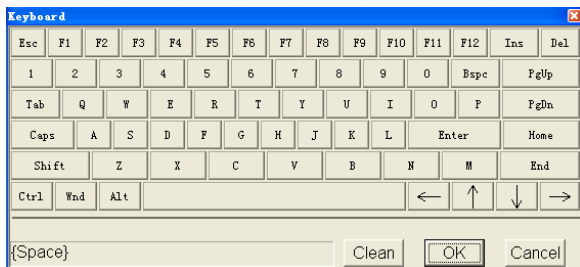 Keyboard
Esc F1 F2 F3 F4 F5 F6 F7 F8 F9 F10 F11 F12 Ins Del
1 2 3 4 5 6 7 8 9 0 Bspc PgUp
Tab Q W E R T Y U I O P PgDn
Caps A S D F G H J K L Enter Home
Shift Z X C V B N M End
Ctrl Wnd Alt ← ↑ ↓ →
{Space} Clean OK Cancel